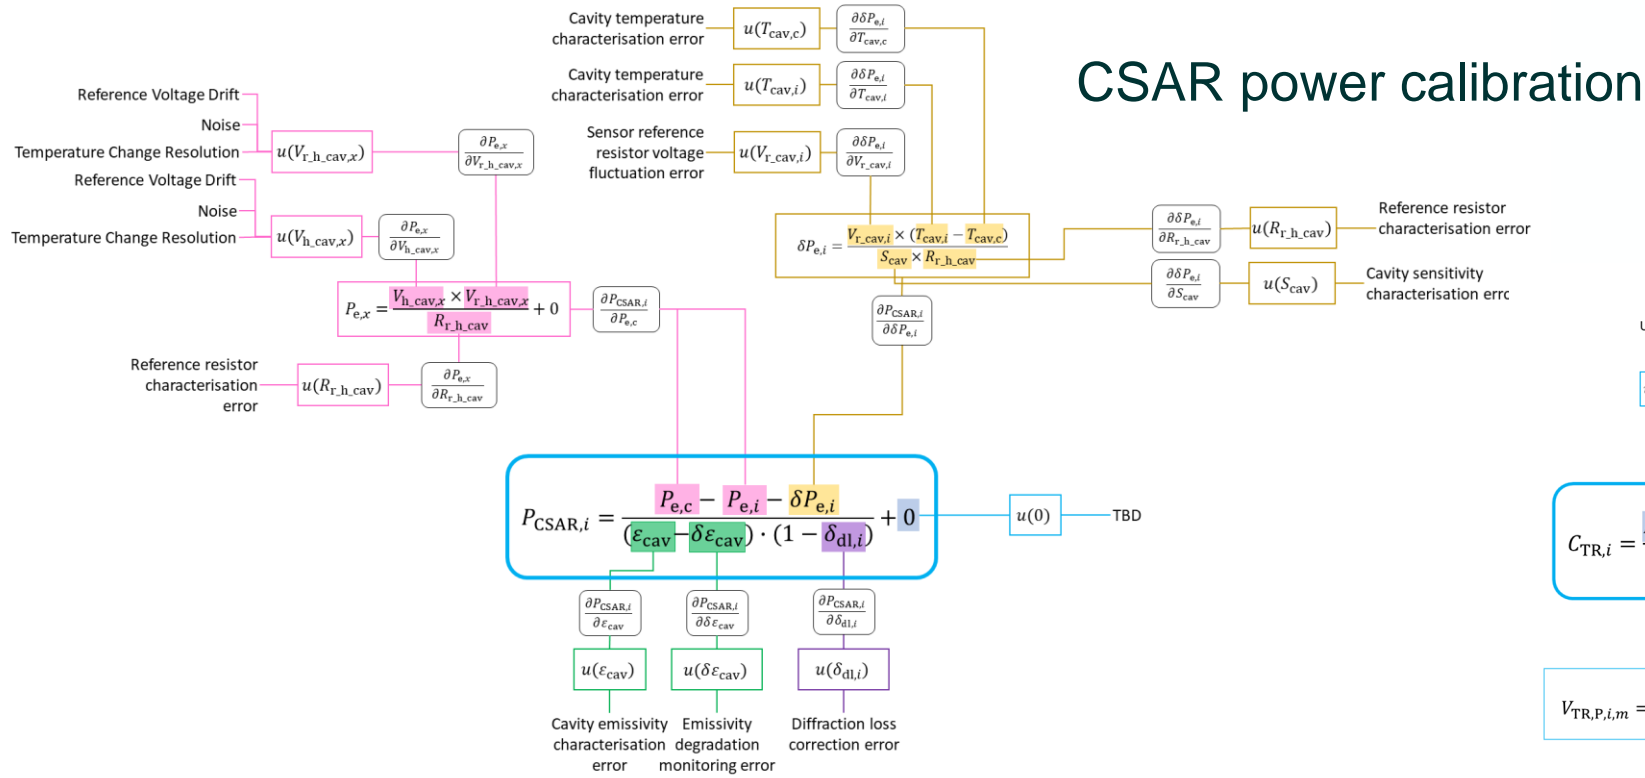 CSAR power calibration
Cavity temperature
characterisation error
u(T_cav,c)
∂δP_e,i / ∂T_cav,c
Cavity temperature
characterisation error
u(T_cav,i)
∂δP_e,i / ∂T_cav,i
Sensor reference
resistor voltage
fluctuation error
u(V_r_cav,i)
∂δP_e,i / ∂V_r_cav,i
Reference Voltage Drift
Noise
Temperature Change Resolution
u(V_r_h_cav,x)
∂P_e,x / ∂V_r_h_cav,x
Reference Voltage Drift
Noise
Temperature Change Resolution
u(V_h_cav,x)
∂P_e,x / ∂V_h_cav,x
δP_e,i = V_r_cav,i × (T_cav,i − T_cav,c) / S_cav × R_r_h_cav
∂δP_e,i / ∂R_r_h_cav
u(R_r_h_cav)
Reference resistor
characterisation error
∂δP_e,i / ∂S_cav
u(S_cav)
Cavity sensitivity
characterisation errc
P_e,x = V_h_cav,x × V_r_h_cav,x / R_r_h_cav + 0
∂P_CSAR,i / ∂P_e,c
∂P_CSAR,i / ∂δP_e,i
Reference resistor
characterisation
error
u(R_r_h_cav)
∂P_e,x / ∂R_r_h_cav
P_CSAR,i = P_e,c − P_e,i − δP_e,i / (ε_cav − δε_cav) · (1 − δ_dl,i) + 0
u(0)
TBD
C_TR,i =
∂P_CSAR,i / ∂ε_cav
∂P_CSAR,i / ∂δε_cav
∂P_CSAR,i / ∂δ_dl,i
u(ε_cav)
u(δε_cav)
u(δ_dl,i)
V_TR,P,i,m =
Cavity emissivity
characterisation
error
Emissivity
degradation
monitoring error
Diffraction loss
correction error